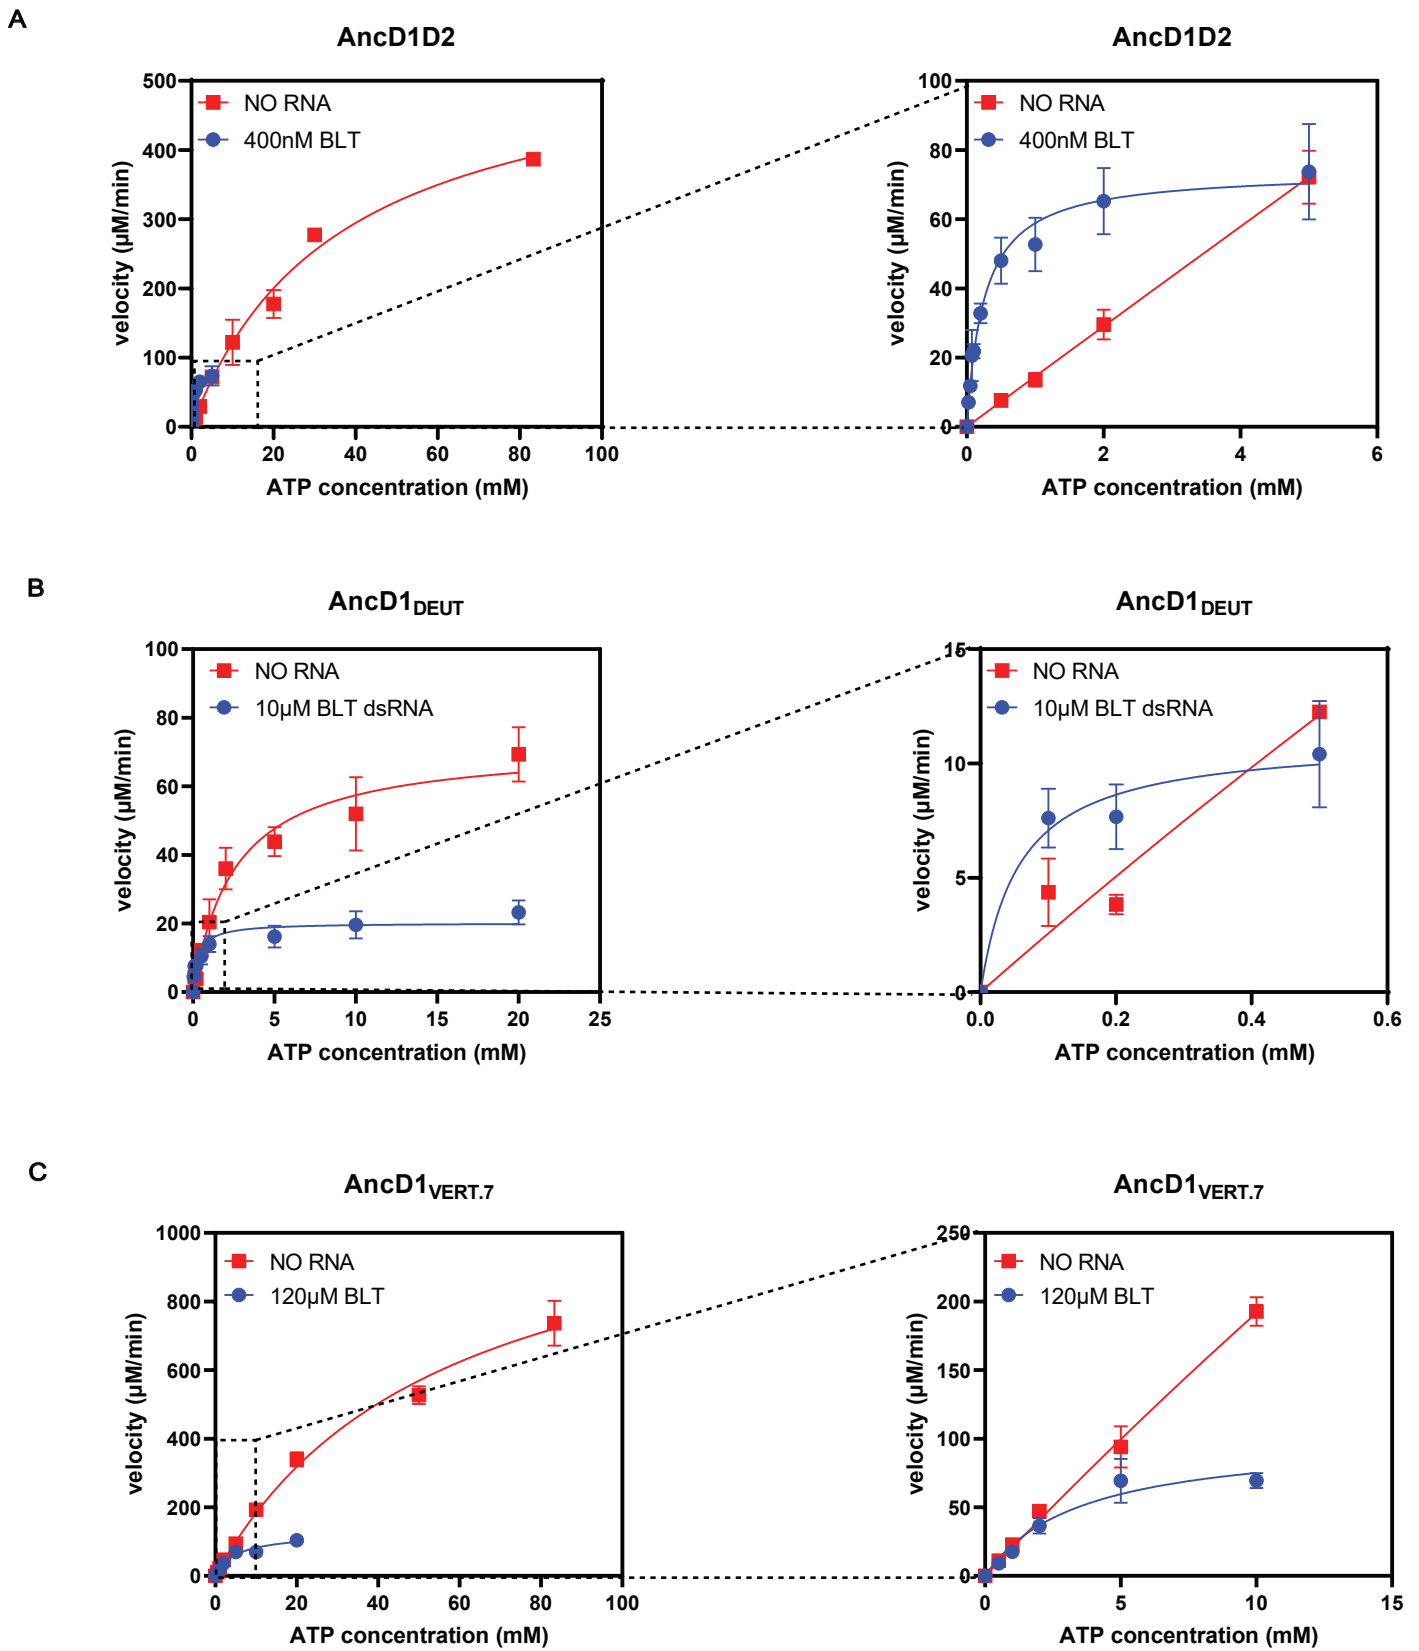 A
AncD1D2
500
400
300
200
100
0
velocity (µM/min)
NO RNA
400nM BLT
0 20 40 60 80 100
ATP concentration (mM)
AncD1D2
100
80
60
40
20
0
velocity (µM/min)
NO RNA
400nM BLT
0 2 4 6
ATP concentration (mM)
B
AncD1DEUT
100
80
60
40
20
0
velocity (µM/min)
NO RNA
10µM BLT dsRNA
0 5 10 15 20 25
ATP concentration (mM)
AncD1DEUT
15
10
5
0
velocity (µM/min)
NO RNA
10µM BLT dsRNA
0.0 0.2 0.4 0.6
ATP concentration (mM)
C
AncD1VERT.7
1000
800
600
400
200
0
velocity (µM/min)
NO RNA
120µM BLT
0 20 40 60 80 100
ATP concentration (mM)
AncD1VERT.7
250
200
150
100
50
0
velocity (µM/min)
NO RNA
120µM BLT
0 5 10 15
ATP concentration (mM)